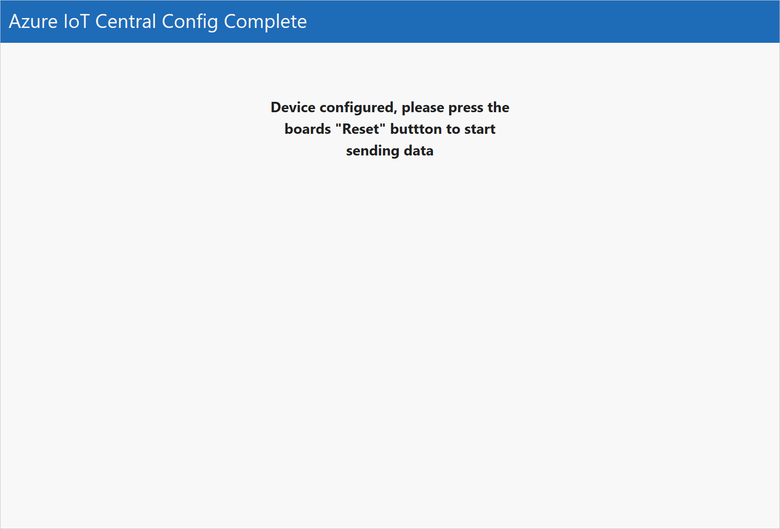 Azure IoT Central Config Complete
Device configured, please press the
boards "Reset" buttton to start
sending data